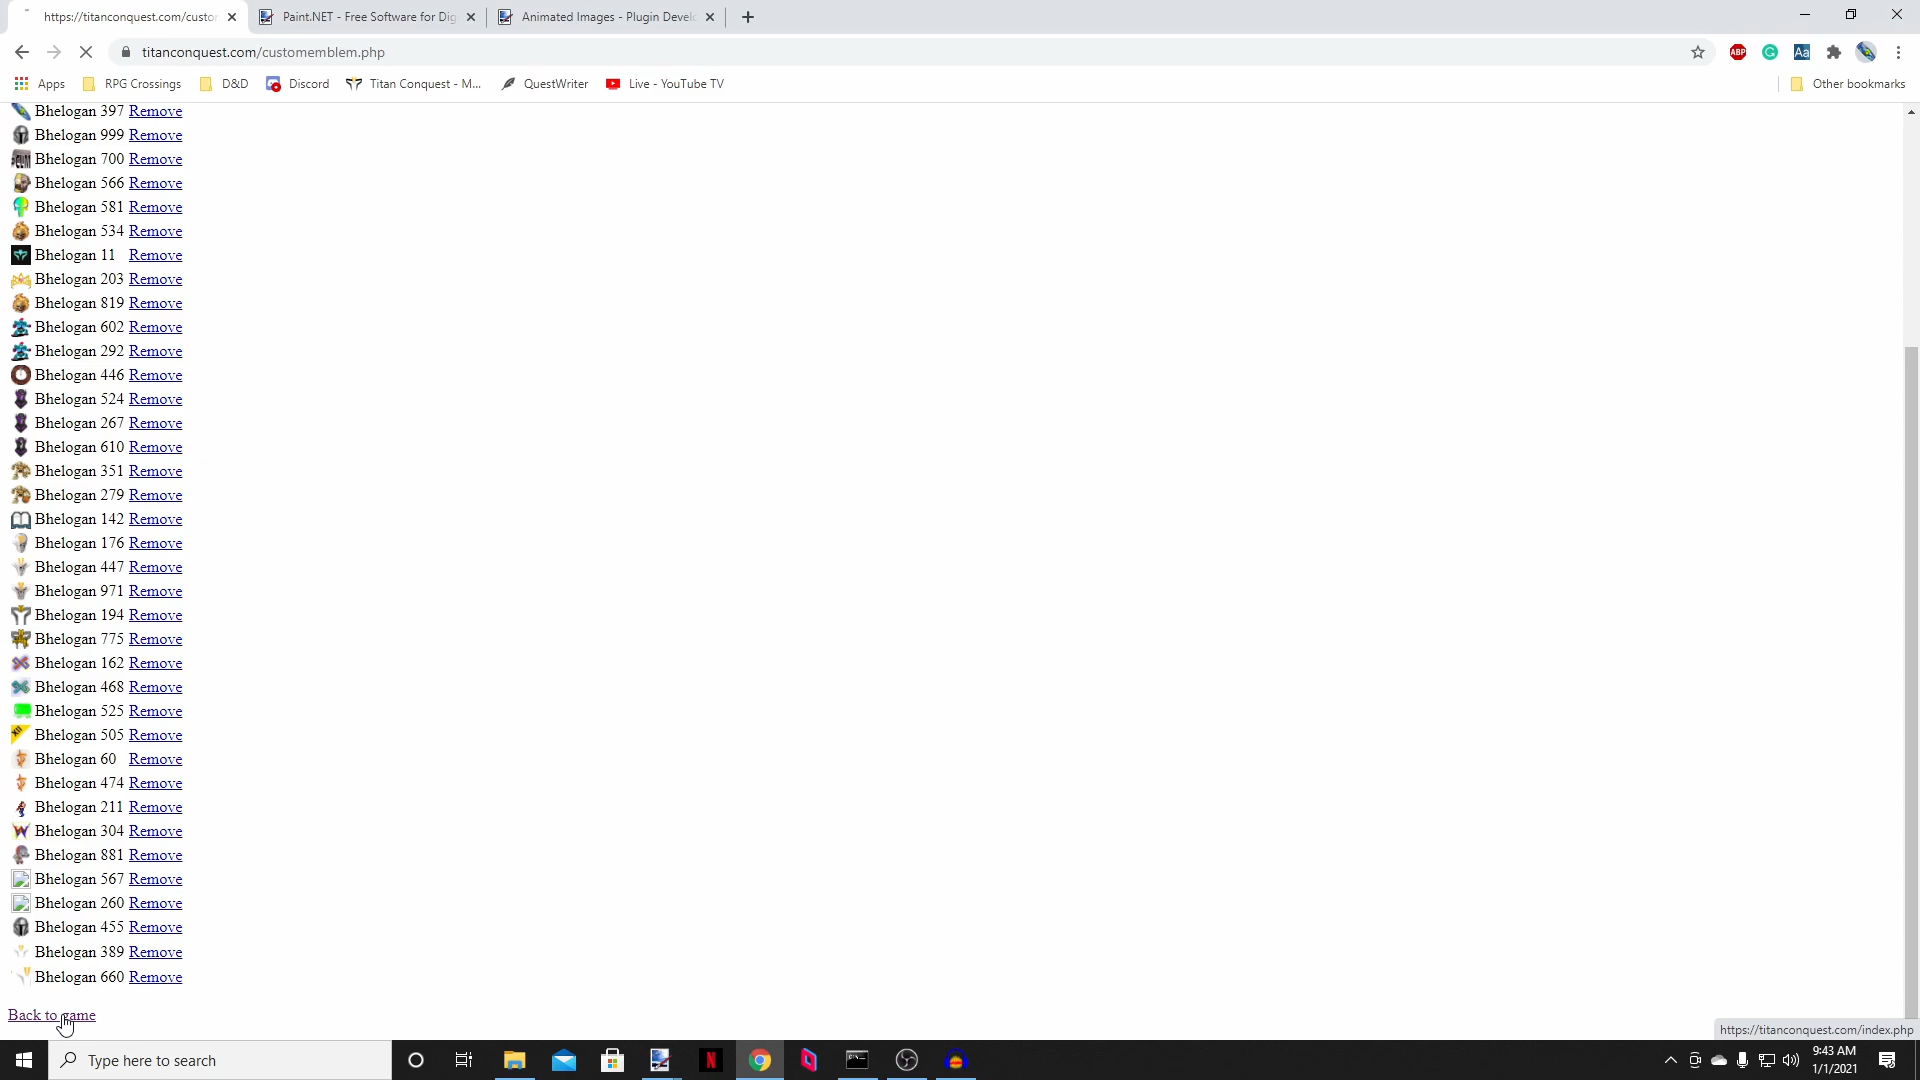 https://titanconquest.com/custor
Paint.NET - Free Software for Dig
Animated Images - Plugin Develo
titanconquest.com/customemblem.php
ABP
Aa
Apps
RPG Crossings
D&D
Discord
Titan Conquest - M...
QuestWriter
Live - YouTube TV
Other bookmarks
Bhelogan 397 Remove
Bhelogan 999 Remove
Bhelogan 700 Remove
Bhelogan 566 Remove
Bhelogan 581 Remove
Bhelogan 534 Remove
Bhelogan 11 Remove
Bhelogan 203 Remove
Bhelogan 819 Remove
Bhelogan 602 Remove
Bhelogan 292 Remove
Bhelogan 446 Remove
Bhelogan 524 Remove
Bhelogan 267 Remove
Bhelogan 610 Remove
Bhelogan 351 Remove
Bhelogan 279 Remove
Bhelogan 142 Remove
Bhelogan 176 Remove
Bhelogan 447 Remove
Bhelogan 971 Remove
Bhelogan 194 Remove
Bhelogan 775 Remove
Bhelogan 162 Remove
Bhelogan 468 Remove
Bhelogan 525 Remove
Bhelogan 505 Remove
Bhelogan 60 Remove
Bhelogan 474 Remove
Bhelogan 211 Remove
Bhelogan 304 Remove
Bhelogan 881 Remove
Bhelogan 567 Remove
Bhelogan 260 Remove
Bhelogan 455 Remove
Bhelogan 389 Remove
Bhelogan 660 Remove
Back to game
https://titanconquest.com/index.php
Type here to search
9:43 AM
1/1/2021